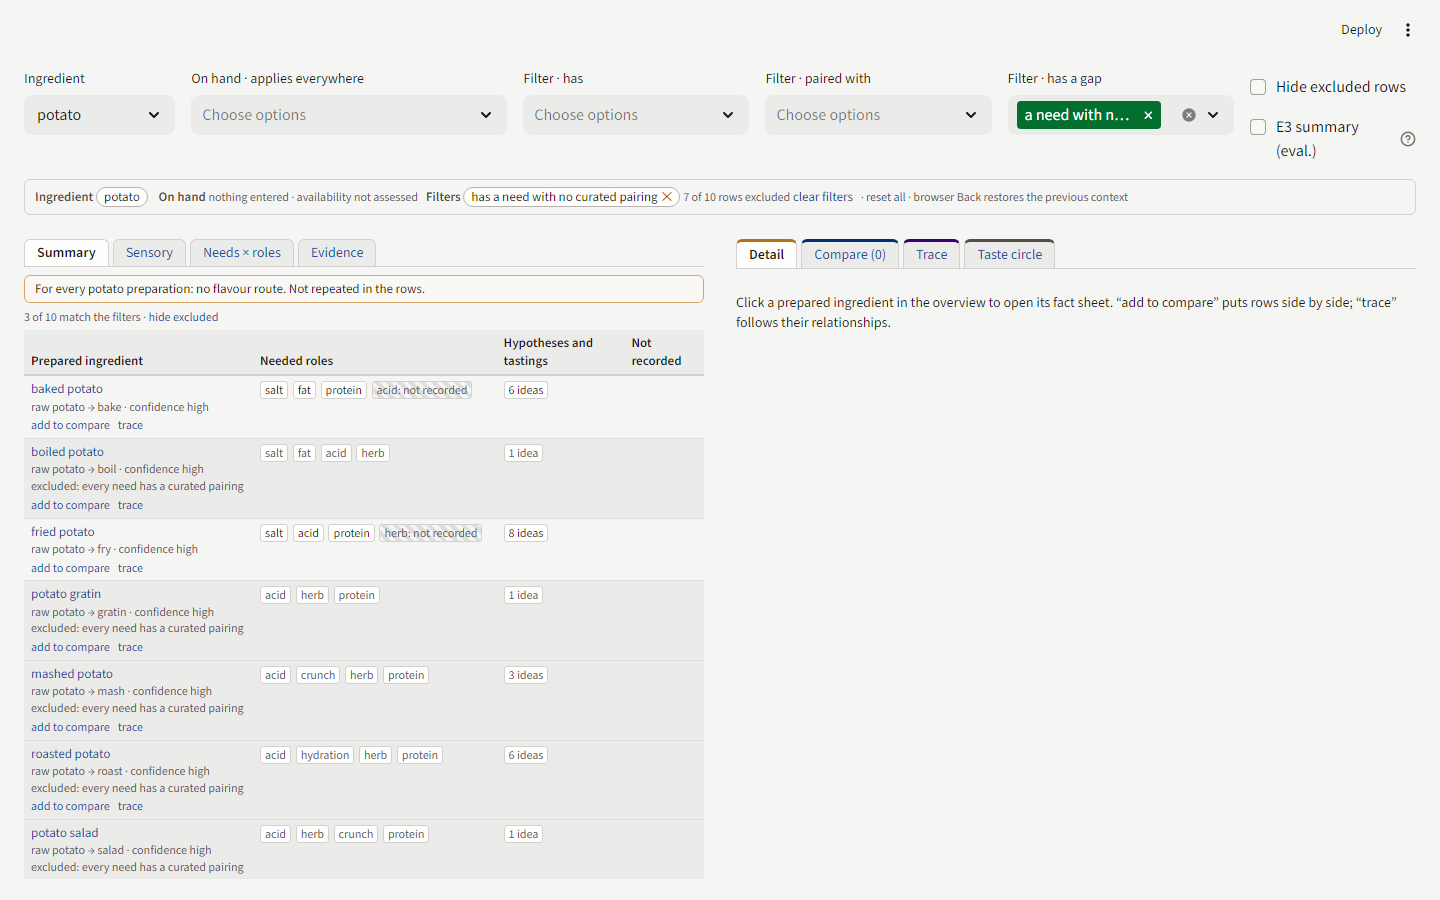 Deploy
Ingredient
On hand · applies everywhere
Filter · has
Filter · paired with
Filter · has a gap
potato
Choose options
Choose options
Choose options
a need with n...
Hide excluded rows
E3 summary
(eval.)
Ingredient potato On hand nothing entered · availability not assessed Filters has a need with no curated pairing 7 of 10 rows excluded clear filters · reset all · browser Back restores the previous context
Summary Sensory Needs × roles Evidence
Detail Compare (0) Trace Taste circle
For every potato preparation: no flavour route. Not repeated in the rows.
3 of 10 match the filters · hide excluded
Click a prepared ingredient in the overview to open its fact sheet. “add to compare” puts rows side by side; “trace”
follows their relationships.
Prepared ingredient
Needed roles
Hypotheses and
tastings
Not
recorded
baked potato
raw potato → bake · confidence high
add to compare trace
salt fat protein acid: not recorded
6 ideas
boiled potato
raw potato → boil · confidence high
excluded: every need has a curated pairing
add to compare trace
salt fat acid herb
1 idea
fried potato
raw potato → fry · confidence high
add to compare trace
salt acid protein herb: not recorded
8 ideas
potato gratin
raw potato → gratin · confidence high
excluded: every need has a curated pairing
add to compare trace
acid herb protein
1 idea
mashed potato
raw potato → mash · confidence high
excluded: every need has a curated pairing
add to compare trace
acid crunch herb protein
3 ideas
roasted potato
raw potato → roast · confidence high
excluded: every need has a curated pairing
add to compare trace
acid hydration herb protein
6 ideas
potato salad
raw potato → salad · confidence high
excluded: every need has a curated pairing
acid herb crunch protein
1 idea